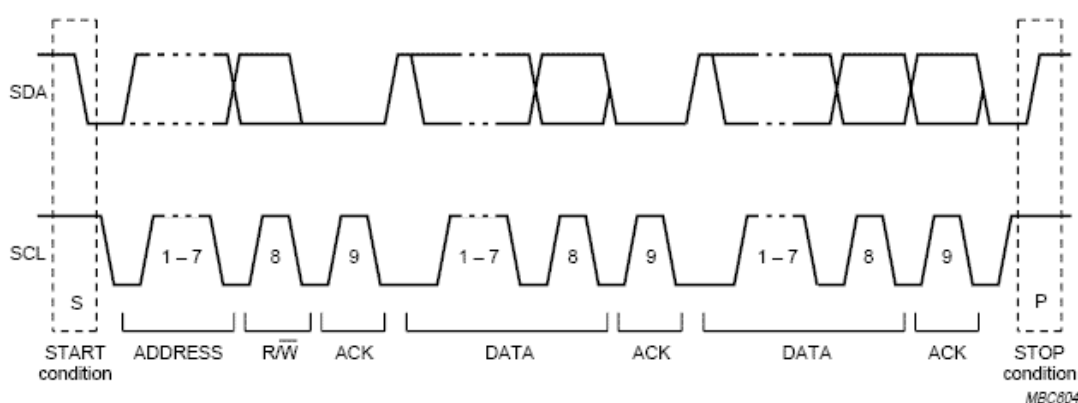 SDA
SCL
1 – 7
8
9
1 – 7
8
9
1 – 7
8
9
S
P
START
condition
ADDRESS
R/W̅
ACK
DATA
ACK
DATA
ACK
STOP
condition
MBC604